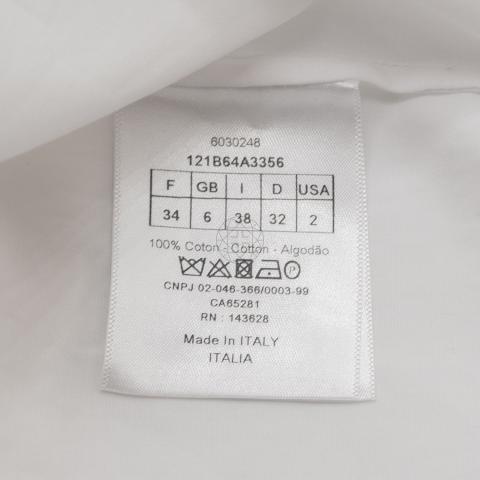 6030248
121B64A3356
F GB I D USA
34 6 38 32 2
100% Coton - Cotton - Algodão
P
CNPJ 02-046-366/0003-99
CA65281
RN : 143628
Made In ITALY
ITALIA